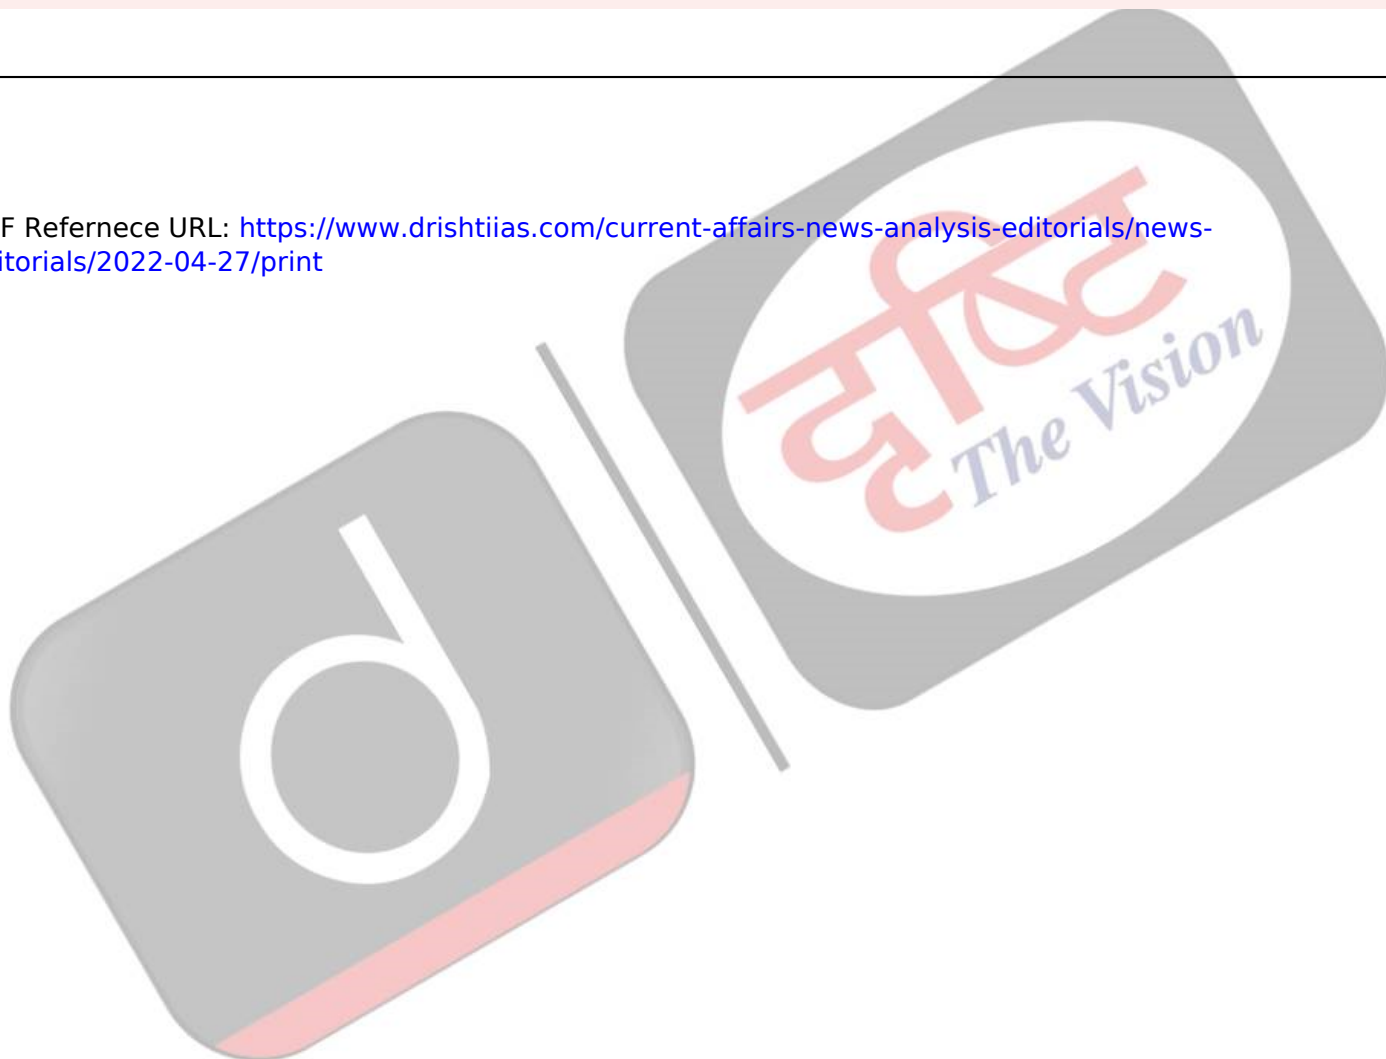 F Refernece URL: https://www.drishtiias.com/current-affairs-news-analysis-editorials/news-
itorials/2022-04-27/print
दृष्टि
The Vision
d